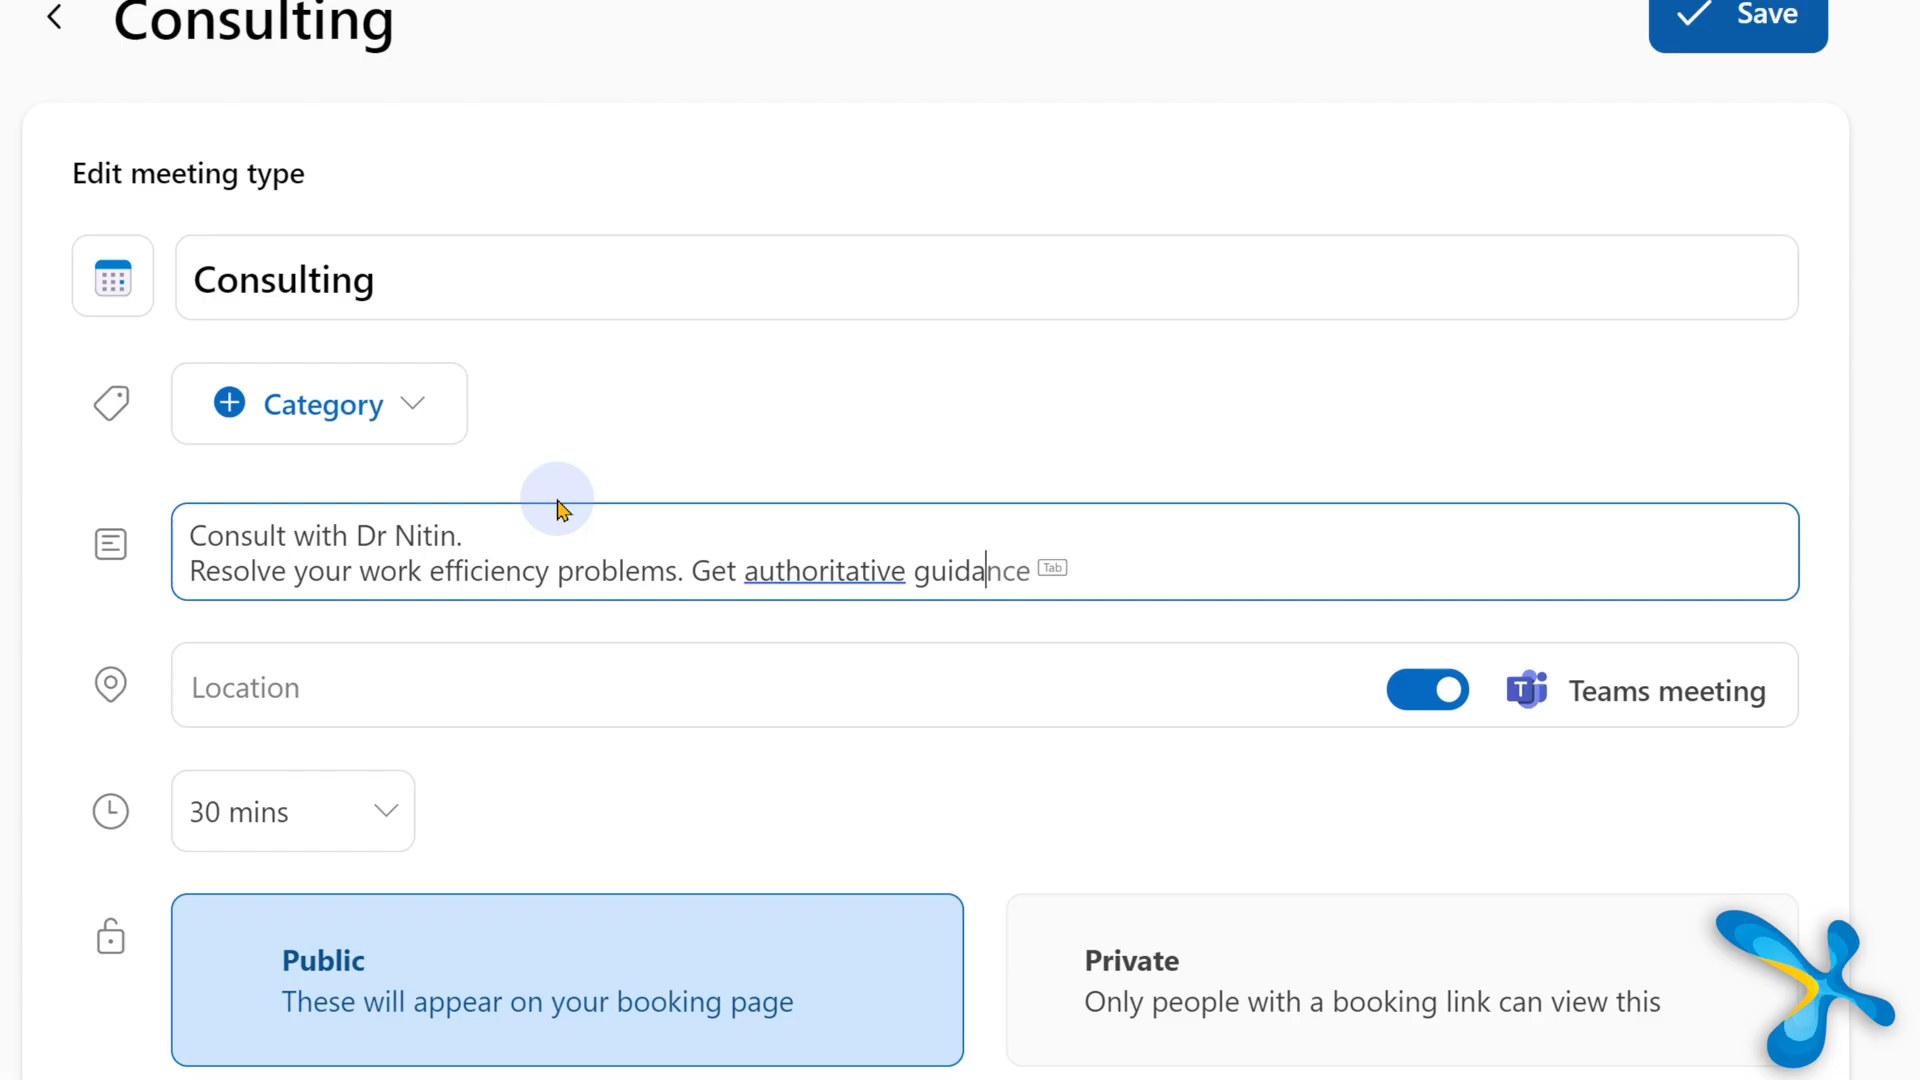 Consulting
Save
Edit meeting type
Consulting
Category
Consult with Dr Nitin.
Resolve your work efficiency problems. Get authoritative guidance Tab
Location
Teams meeting
30 mins
Public
These will appear on your booking page
Private
Only people with a booking link can view this